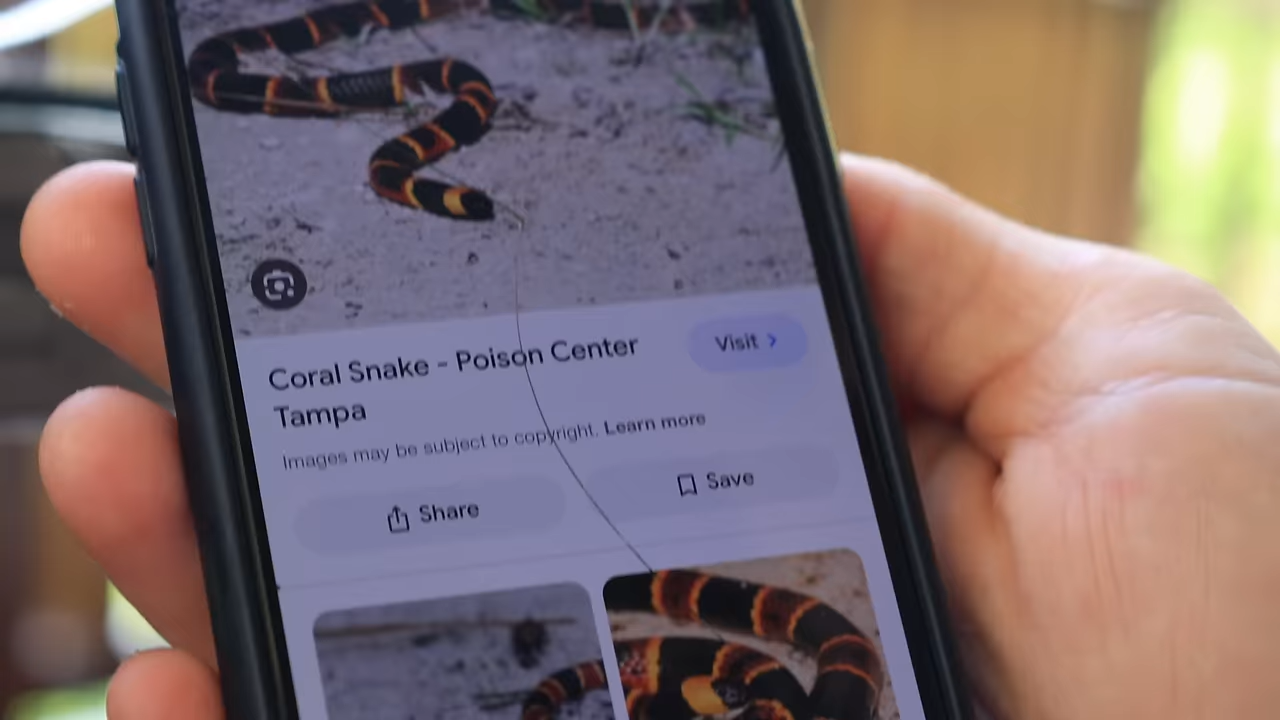 Coral Snake - Poison Center
Tampa
Visit >
Images may be subject to copyright. Learn more
Share
Save